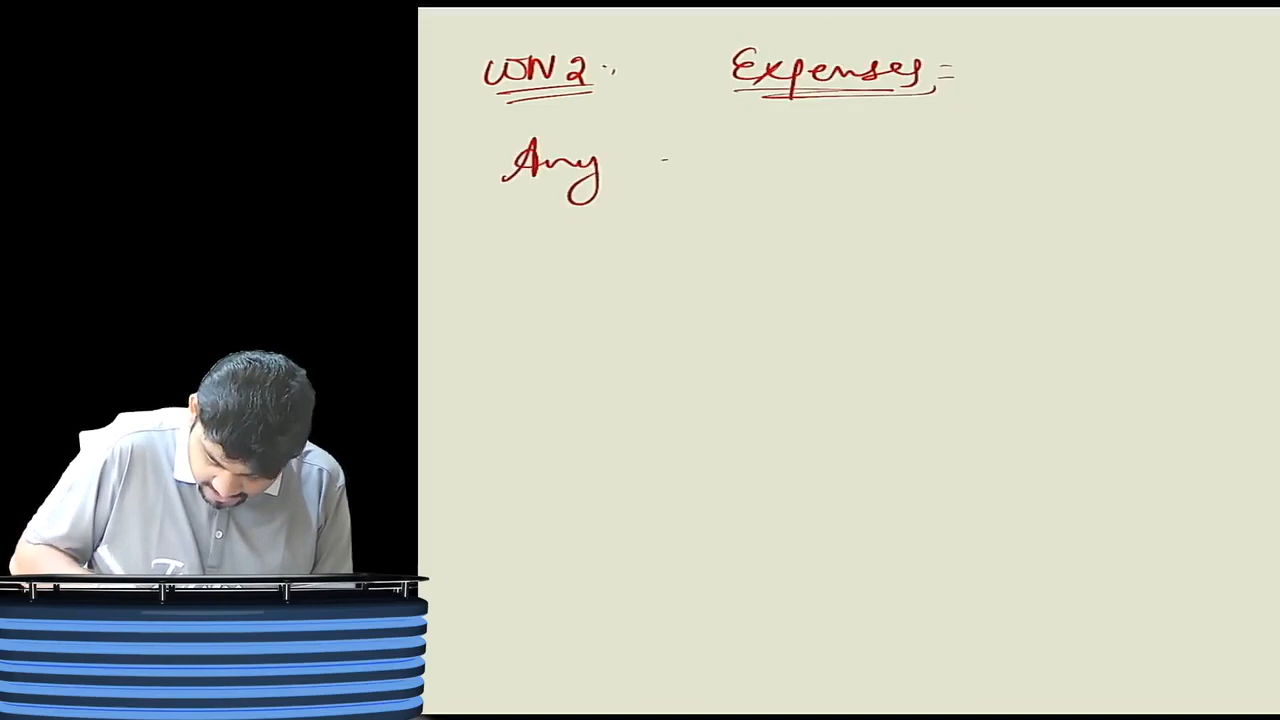 WN 2 : Expenses =
Any -